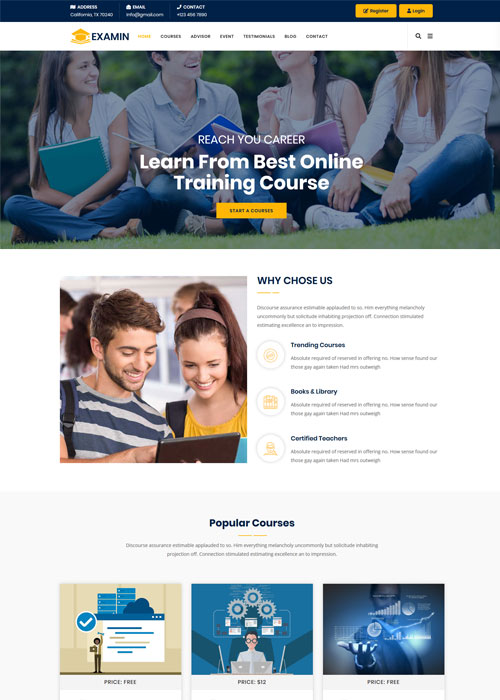 ADDRESS
California, TX 70240
EMAIL
info@gmail.com
CONTACT
+123 456 7890
Register
Login
EXAMIN
HOME COURSES ADVISOR EVENT TESTIMONIALS BLOG CONTACT
REACH YOU CAREER
Learn From Best Online
Training Course
START A COURSES
WHY CHOSE US
Discourse assurance estimable applauded to so. Him everything melancholy
uncommonly but solicitude inhabiting projection off. Connection stimulated
estimating excellence an to impression.
Trending Courses
Absolute required of reserved in offering no. How sense found our
those gay again taken Had mrs outweigh
Books & Library
Absolute required of reserved in offering no. How sense found our
those gay again taken Had mrs outweigh
Certified Teachers
Absolute required of reserved in offering no. How sense found our
those gay again taken Had mrs outweigh
Popular Courses
Discourse assurance estimable applauded to so. Him everything melancholy uncommonly but solicitude inhabiting
projection off. Connection stimulated estimating excellence an to impression.
PRICE: FREE
PRICE: $12
PRICE: FREE